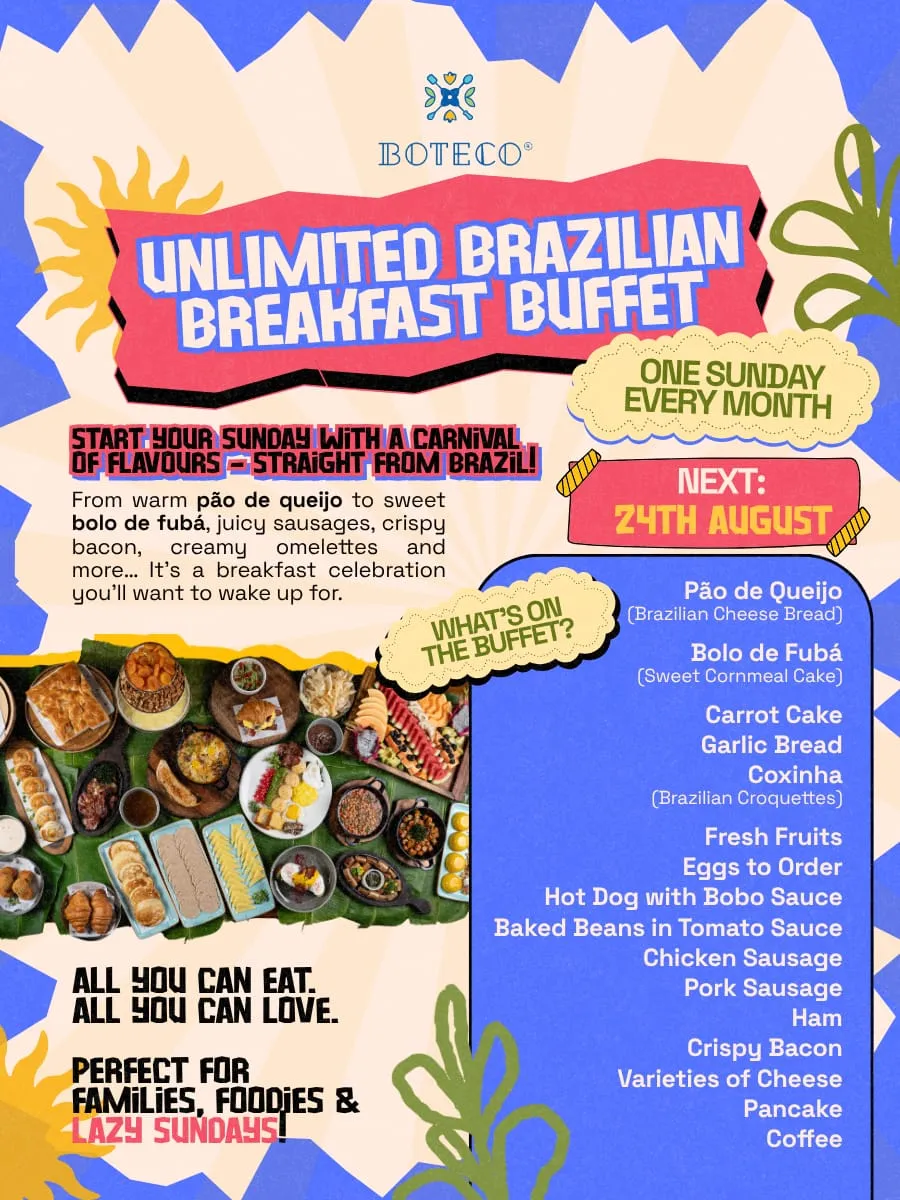 BOTECO®
UNLIMITED BRAZILIAN
BREAKFAST BUFFET
ONE SUNDAY
EVERY MONTH
START YOUR SUNDAY WITH A CARNIVAL
OF FLAVOURS – STRAIGHT FROM BRAZIL!
From warm pão de queijo to sweet
bolo de fubá, juicy sausages, crispy
bacon, creamy omelettes and
more... It's a breakfast celebration
you'll want to wake up for.
NEXT:
24TH AUGUST
WHAT'S ON
THE BUFFET?
Pão de Queijo
(Brazilian Cheese Bread)
Bolo de Fubá
(Sweet Cornmeal Cake)
Carrot Cake
Garlic Bread
Coxinha
(Brazilian Croquettes)
Fresh Fruits
Eggs to Order
Hot Dog with Bobo Sauce
Baked Beans in Tomato Sauce
Chicken Sausage
Pork Sausage
Ham
Crispy Bacon
Varieties of Cheese
Pancake
Coffee
ALL YOU CAN EAT.
ALL YOU CAN LOVE.
PERFECT FOR
FAMILIES, FOODIES &
LAZY SUNDAYS!